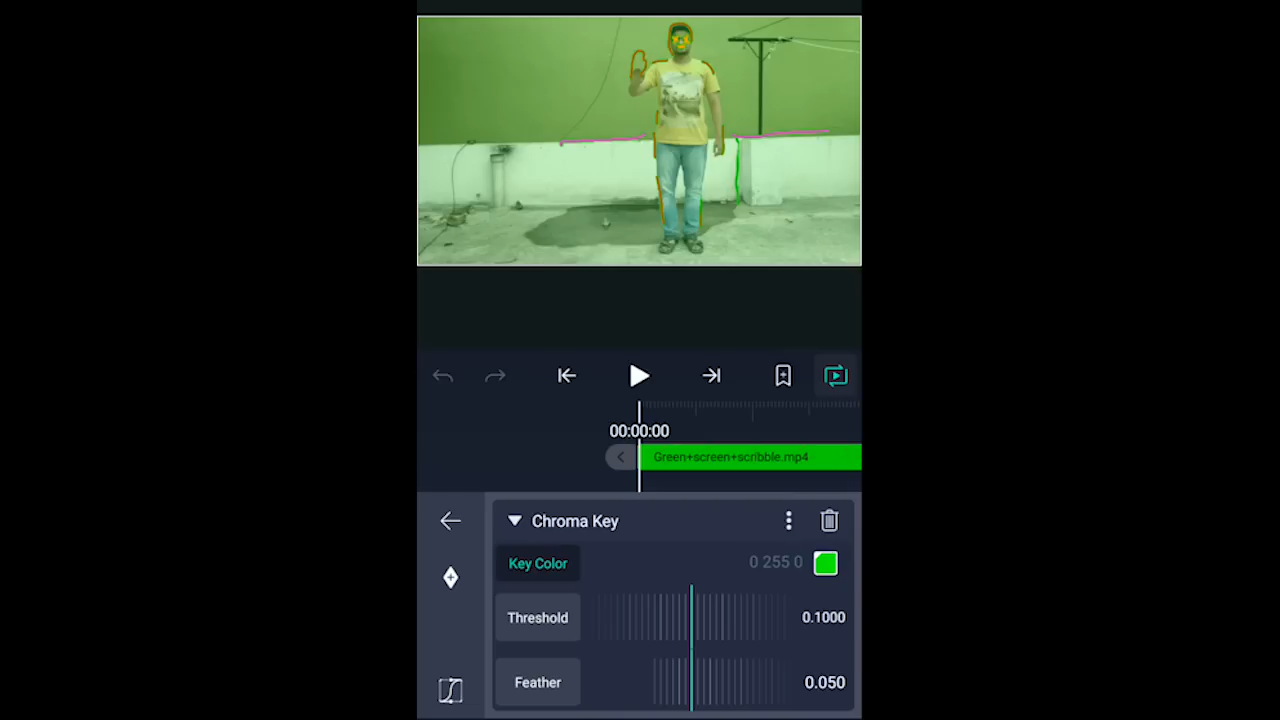 00:00:00
Green+screen+scribble.mp4
Chroma Key
Key Color 0 255 0
Threshold 0.1000
Feather 0.050